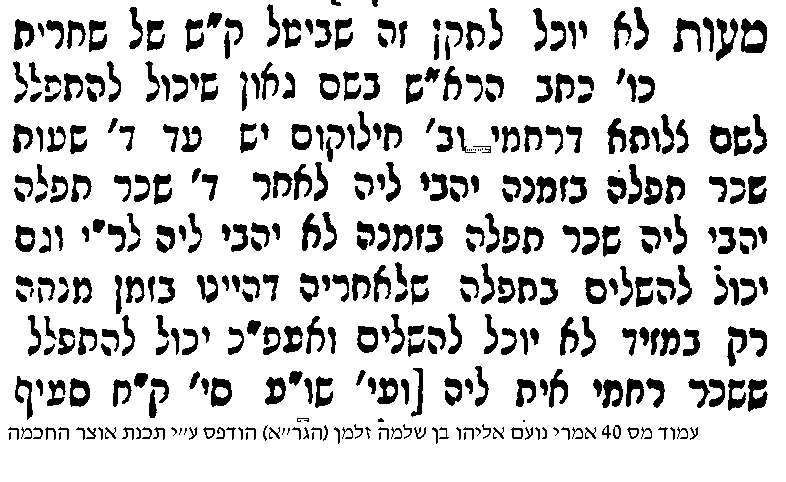 מעות לא יוכל לתקן זה שביטל ק"ש של שחרית
כו' כתב הרא"ש בשם גאון שיכול להתפלל
לשם צלותא דרחמי וב' חילוקים יש עד ד' שעות
שכר תפלה בזמנה יהבי ליה לאחר ד' שכר תפלה
יהבי ליה שכר תפלה בזמנה לא יהבי ליה לר"י וגם
יכול להשלים בתפלה שלאחריה דהיינו בזמן מנחה
רק במזיד לא יוכל להשלים ואעפ"כ יכול להתפלל
ששכר רחמי אית ליה [ועי' שו"ע סי' ק"ח סעיף
עמוד מס 40 אמרי נועם אליהו בן שלמה זלמן (הגר"א) הודפס ע"י תכנת אוצר החכמה